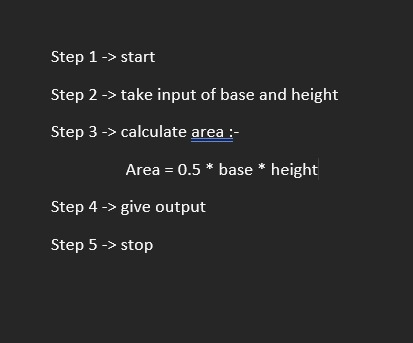 Step 1 -> start
Step 2 -> take input of base and height
Step 3 -> calculate area :-
Area = 0.5 * base * height
Step 4 -> give output
Step 5 -> stop